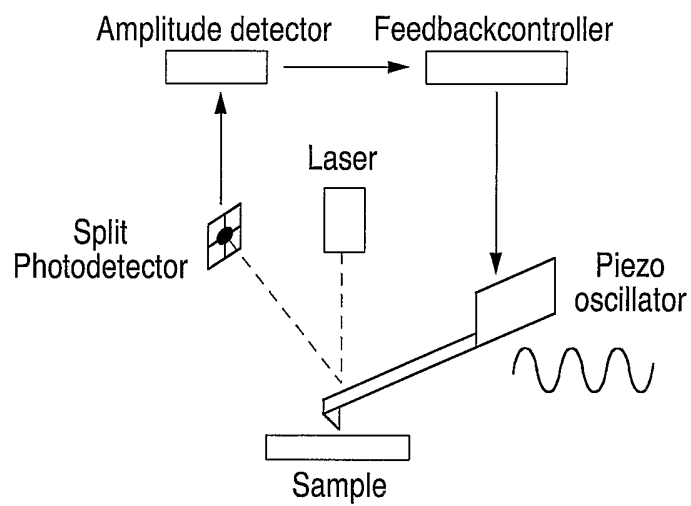 Amplitude detector
Feedbackcontroller
Laser
Split
Photodetector
Piezo
oscillator
Sample